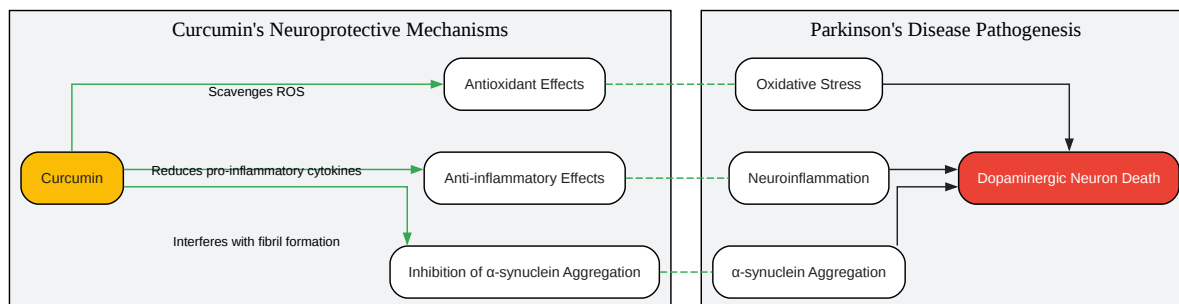 Curcumin's Neuroprotective Mechanisms
Parkinson's Disease Pathogenesis
Antioxidant Effects
Oxidative Stress
Scavenges ROS
Curcumin
Reduces pro-inflammatory cytokines
Anti-inflammatory Effects
Neuroinflammation
Dopaminergic Neuron Death
Interferes with fibril formation
Inhibition of α-synuclein Aggregation
α-synuclein Aggregation